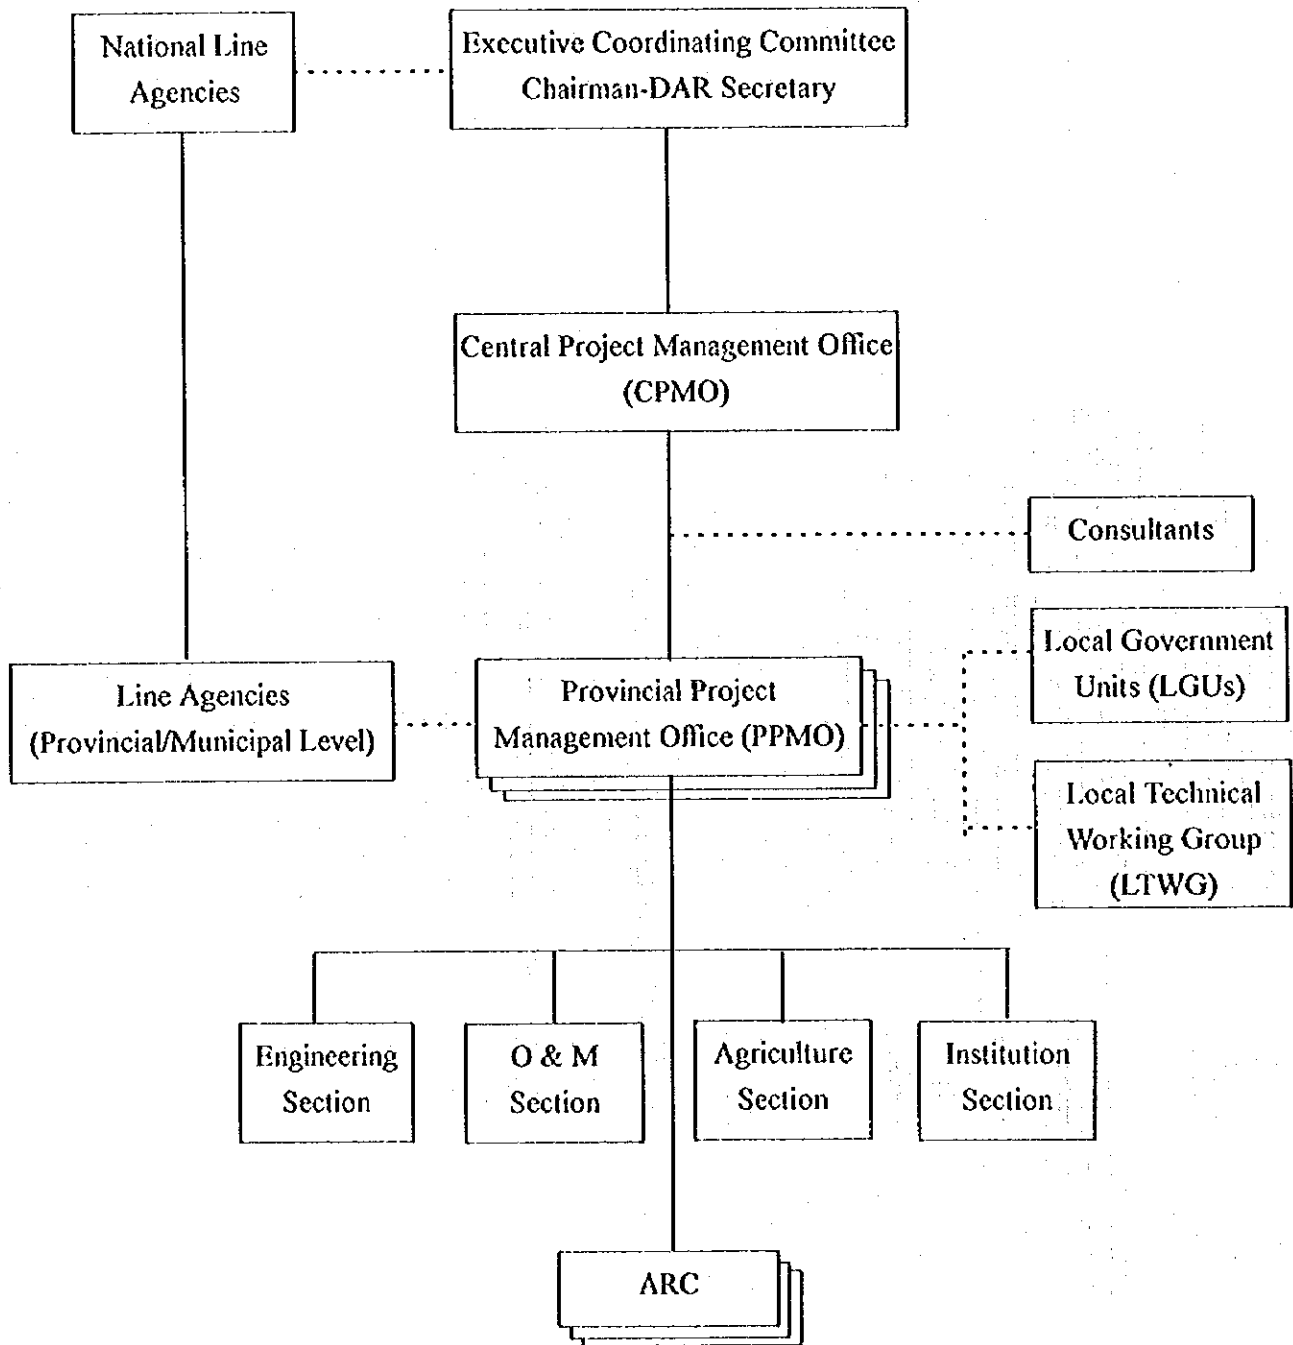 National Line
Agencies
Executive Coordinating Committee
Chairman-DAR Secretary
Central Project Management Office
(CPMO)
Consultants
Local Government
Units (LGUs)
Line Agencies
(Provincial/Municipal Level)
Provincial Project
Management Office (PPMO)
Local Technical
Working Group
(LTWG)
Engineering
Section
O & M
Section
Agriculture
Section
Institution
Section
ARC